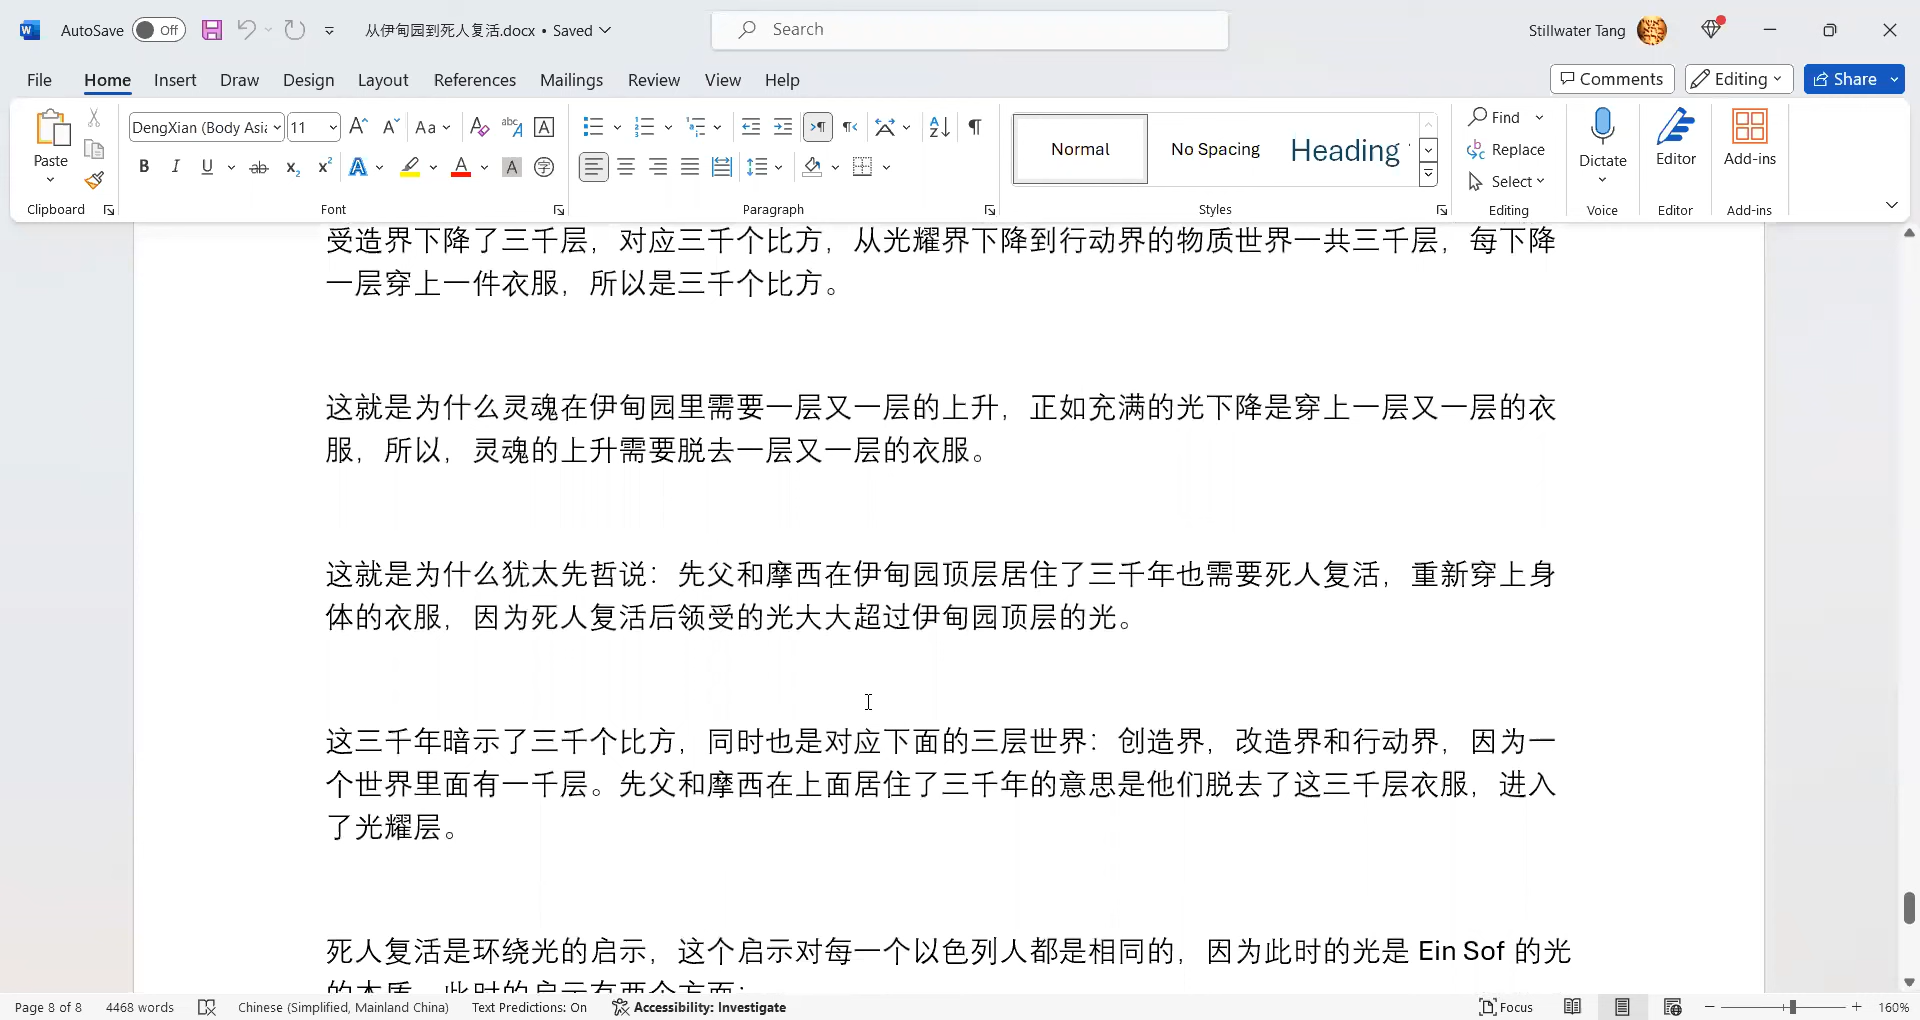 AutoSave Off 从伊甸园到死人复活.docx • Saved Search Stillwater Tang
File Home Insert Draw Design Layout References Mailings Review View Help Comments Editing Share
DengXian (Body Asia 11 Aa Normal No Spacing Heading Find Replace Select
Paste Dictate Editor Add-ins
Clipboard Font Paragraph Styles Editing Voice Editor Add-ins
受造界下降了三千层，对应三千个比方，从光耀界下降到行动界的物质世界一共三千层，每下降
一层穿上一件衣服，所以是三千个比方。
这就是为什么灵魂在伊甸园里需要一层又一层的上升，正如充满的光下降是穿上一层又一层的衣
服，所以，灵魂的上升需要脱去一层又一层的衣服。
这就是为什么犹太先哲说：先父和摩西在伊甸园顶层居住了三千年也需要死人复活，重新穿上身
体的衣服，因为死人复活后领受的光大大超过伊甸园顶层的光。
这三千年暗示了三千个比方，同时也是对应下面的三层世界：创造界，改造界和行动界，因为一
个世界里面有一千层。先父和摩西在上面居住了三千年的意思是他们脱去了这三千层衣服，进入
了光耀层。
死人复活是环绕光的启示，这个启示对每一个以色列人都是相同的，因为此时的光是 Ein Sof 的光
的本质，此时的启示有两个方面：
Page 8 of 8 4468 words Chinese (Simplified, Mainland China) Text Predictions: On Accessibility: Investigate Focus 160%